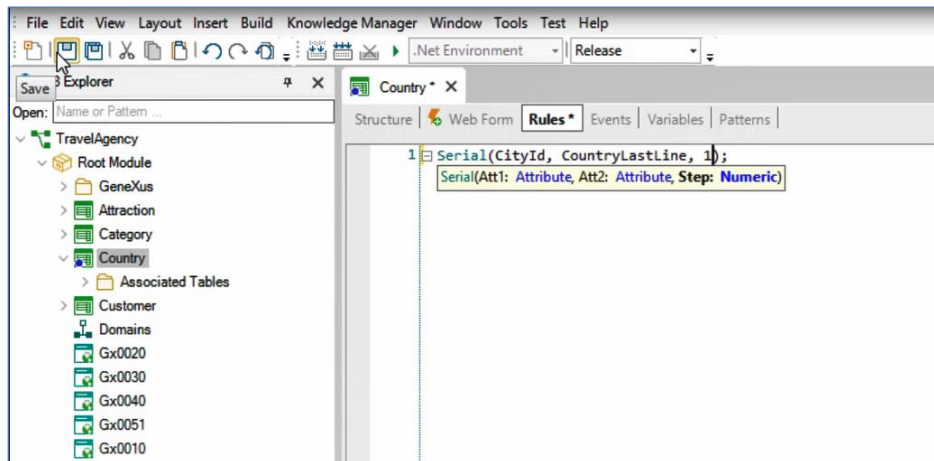 File Edit View Layout Insert Build Knowledge Manager Window Tools Test Help
.Net Environment Release
Explorer
Save
Country*
Open: Name or Pattern ...
Structure Web Form Rules* Events Variables Patterns
TravelAgency
1 Serial(CityId, CountryLastLine, 1);
Root Module
Serial(Att1: Attribute, Att2: Attribute, Step: Numeric)
GeneXus
Attraction
Category
Country
Associated Tables
Customer
Domains
Gx0020
Gx0030
Gx0040
Gx0051
Gx0010